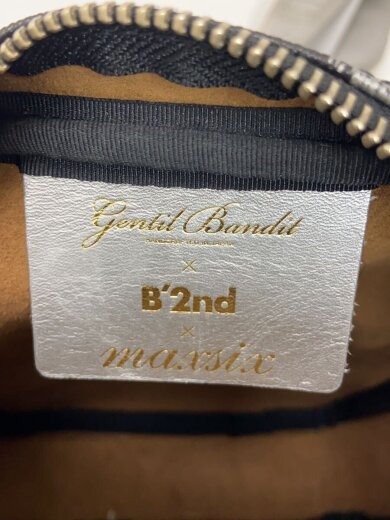 Gentil Bandit
×
B'2nd
×
maxsix